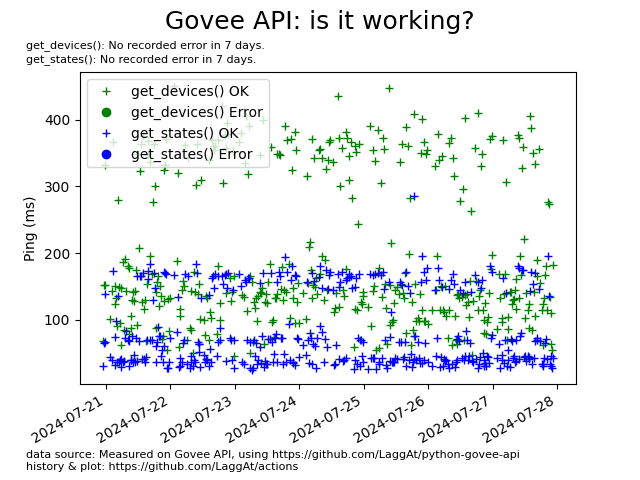 Govee API: is it working?
get_devices(): No recorded error in 7 days.
get_states(): No recorded error in 7 days.
get_devices() OK
get_devices() Error
get_states() OK
get_states() Error
400
300
200
100
Ping (ms)
2024-07-21
2024-07-22
2024-07-23
2024-07-24
2024-07-25
2024-07-26
2024-07-27
2024-07-28
data source: Measured on Govee API, using https://github.com/LaggAt/python-govee-api
history & plot: https://github.com/LaggAt/actions